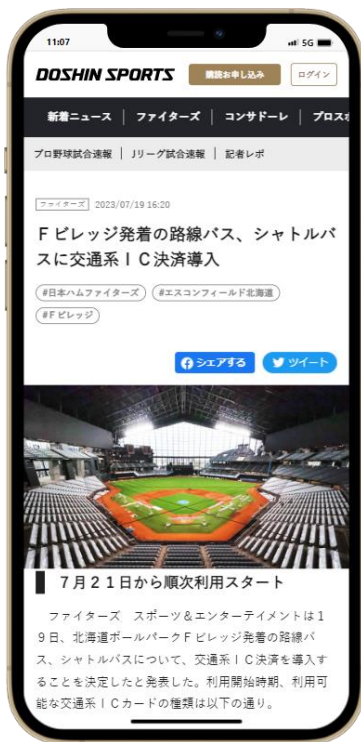 11:07
5G
DOSHIN SPORTS
購読お申し込み
ログイン
新着ニュース | ファイターズ | コンサドーレ | プロスポ
プロ野球試合速報 | Jリーグ試合速報 | 記者レポ
ファイターズ 2023/07/19 16:20
Fビレッジ発着の路線バス、シャトルバ
スに交通系IC決済導入
#日本ハムファイターズ #エスコンフィールド北海道
#Fビレッジ
シェアする ツイート
7月21日から順次利用スタート
ファイターズ スポーツ&エンターテイメントは1
9日、北海道ボールパークFビレッジ発着の路線バ
ス、シャトルバスについて、交通系IC決済を導入す
ることを決定したと発表した。利用開始時期、利用可
能な交通系ICカードの種類は以下の通り。